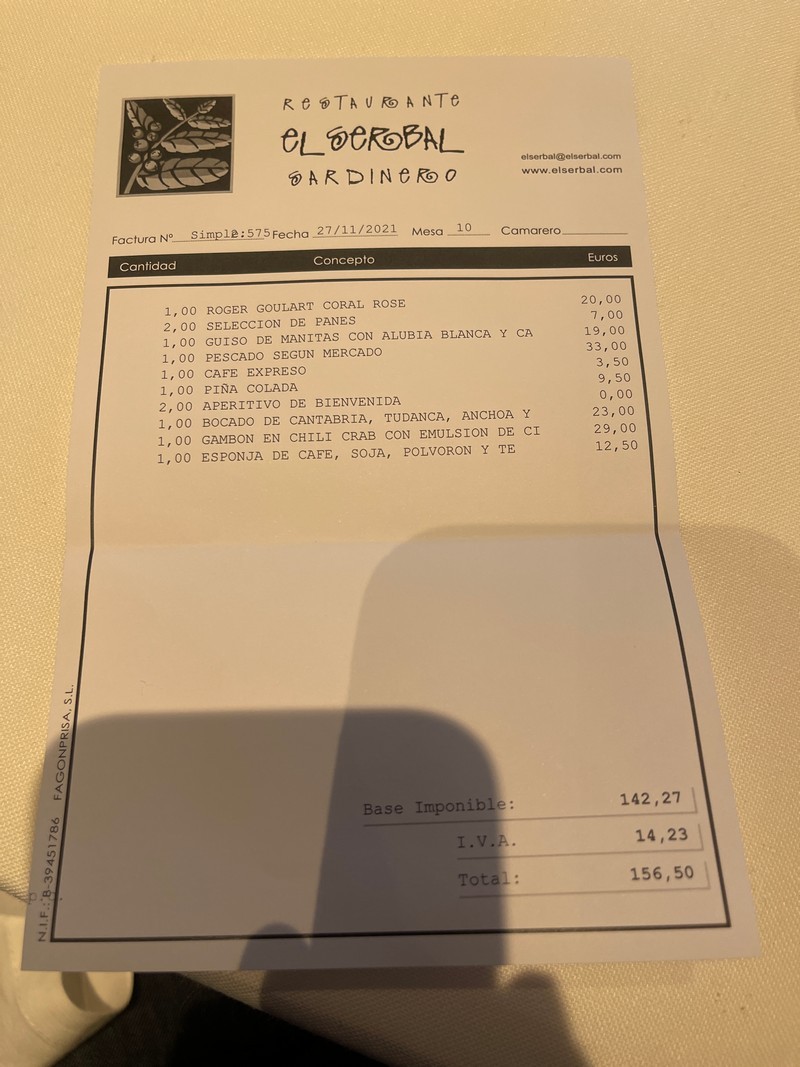 RESTAURANTE
EL SERBAL
SARDINERO
elserbal@elserbal.com
www.elserbal.com
Factura Nº Simple:575 Fecha 27/11/2021 Mesa 10 Camarero
Cantidad Concepto Euros
1,00 ROGER GOULART CORAL ROSE 20,00
2,00 SELECCION DE PANES 7,00
1,00 GUISO DE MANITAS CON ALUBIA BLANCA Y CA 19,00
1,00 PESCADO SEGUN MERCADO 33,00
1,00 CAFE EXPRESO 3,50
1,00 PIÑA COLADA 9,50
2,00 APERITIVO DE BIENVENIDA 0,00
1,00 BOCADO DE CANTABRIA, TUDANCA, ANCHOA Y 23,00
1,00 GAMBON EN CHILI CRAB CON EMULSION DE CI 29,00
1,00 ESPONJA DE CAFE, SOJA, POLVORON Y TE 12,50
Base Imponible: 142,27
I.V.A. 14,23
Total: 156,50
N.I.F.: B-39451786 FAGONPRISA, S.L.